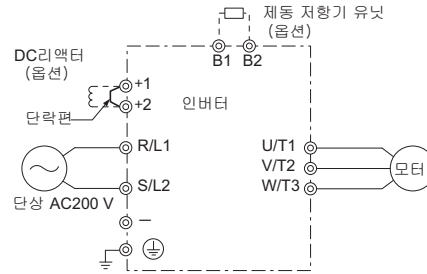 제동 저항기 유닛
(옵션)
B1 B2
DC리액터
(옵션)
+1
+2
단락편
인버터
R/L1
S/L2
단상 AC200 V
U/T1
V/T2
W/T3
모터
−